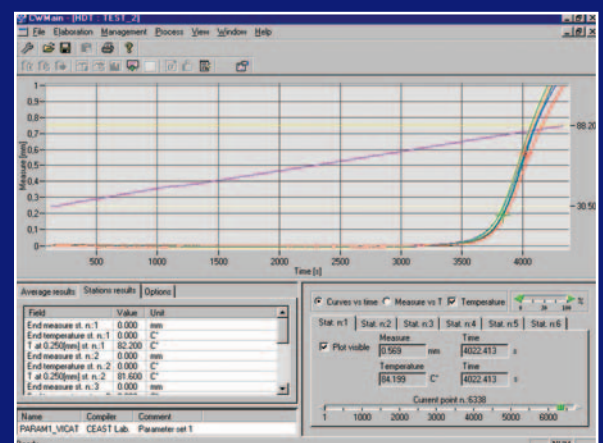 CWMain - [HDT : TEST_2]
File Elaboration Management Process View Window Help
1
0,9
0,8
0,7
0,6
0,5
0,4
0,3
0,2
0,1
0
Measure [mm]
88.20
30.50
500 1000 1500 2000 2500 3000 3500 4000
Time [s]
Average results Stations results Options
Field Value Unit
End measure st. n.:1 0.000 mm
End temperature st. n.:1 0.000 C°
T at 0.250[mm] st. n.:1 82.200 C°
End measure st. n.:2 0.000 mm
End temperature st. n.:2 0.000 C°
T at 0.250[mm] st. n.:2 81.600 C°
End measure st. n.:3 0.000 mm
Name Compiler Comment
PARAM1_VICAT CEAST Lab. Parameter set 1
Curves vs time Measure vs T Temperature
0 50 100 %
Stat. n:1 Stat. n:2 Stat. n:3 Stat. n:4 Stat. n:5 Stat. n:6
Plot visible
Measure Time
0.569 mm 4022.413 s
Temperature Time
84.199 C° 4022.413 s
Current point n.:6338
1 1000 2000 3000 4000 5000 6000